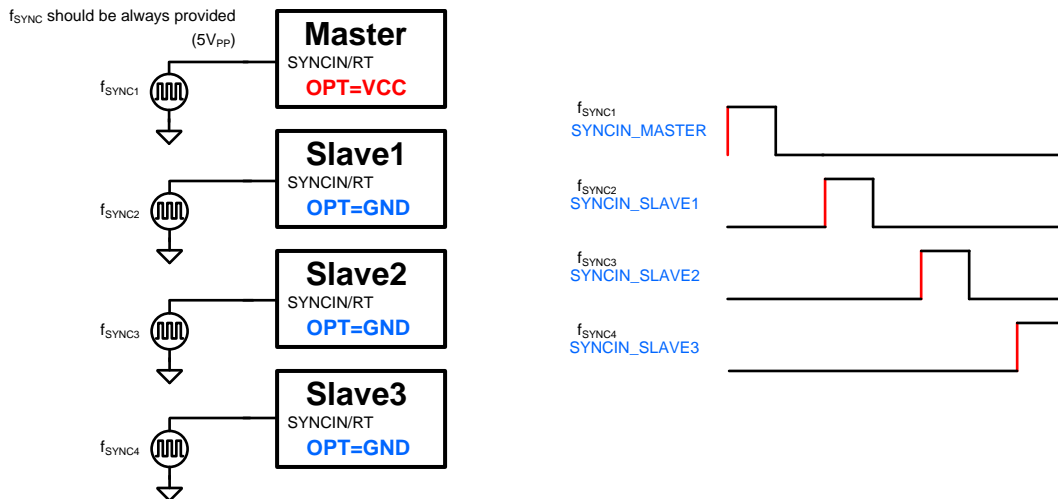 fSYNC should be always provided
(5VPP)
Master
SYNCIN/RT
OPT=VCC
fSYNC1
Slave1
SYNCIN/RT
OPT=GND
fSYNC2
Slave2
SYNCIN/RT
OPT=GND
fSYNC3
Slave3
SYNCIN/RT
OPT=GND
fSYNC4
fSYNC1
SYNCIN_MASTER
fSYNC2
SYNCIN_SLAVE1
fSYNC3
SYNCIN_SLAVE2
fSYNC4
SYNCIN_SLAVE3